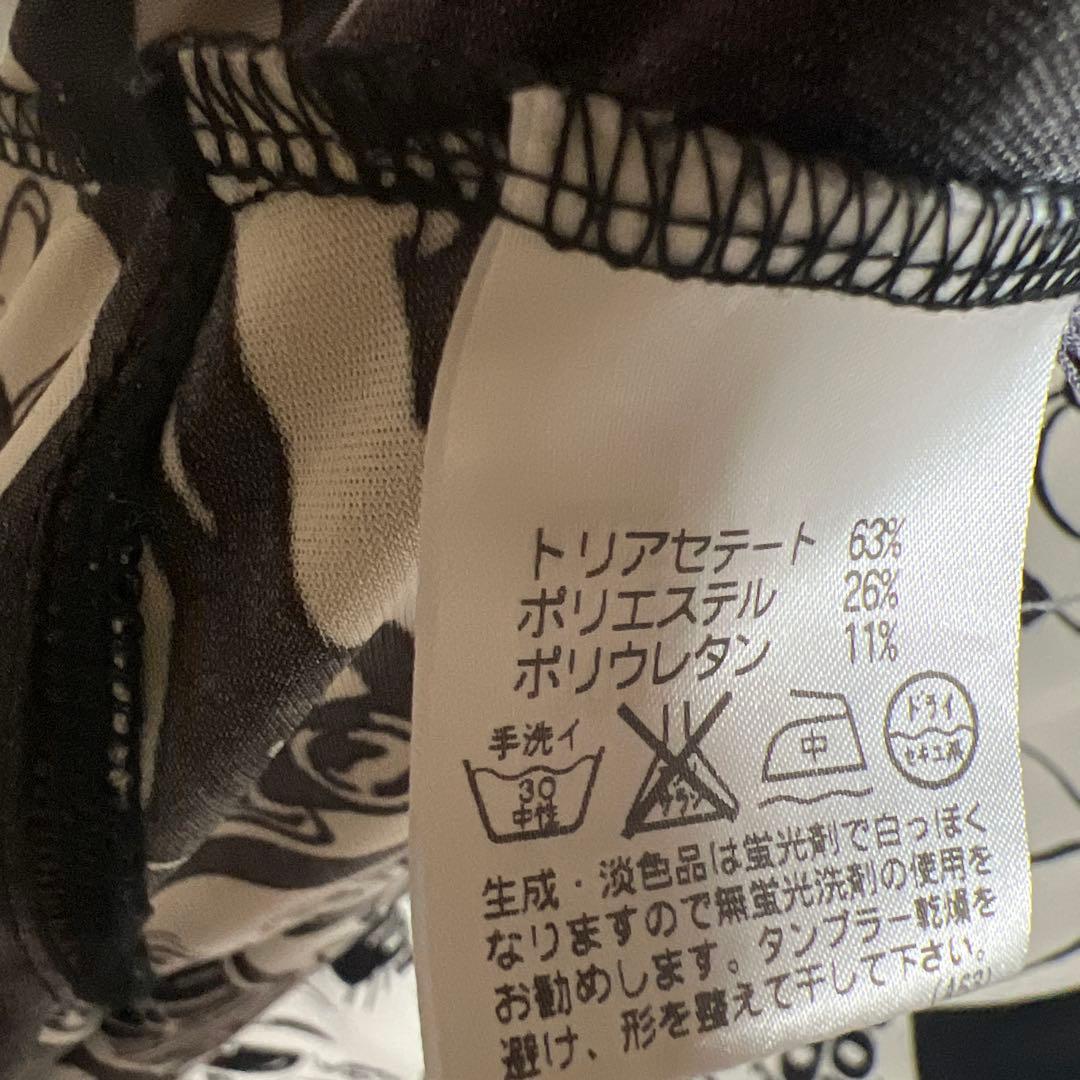 トリアセテート 63%
ポリエステル 26%
ポリウレタン 11%
手洗イ
30
中性
中
ドライ
セキユ系
生成・淡色品は蛍光剤で白っぽく
なりますので無蛍光洗剤の使用を
お勧めします。タンブラー乾燥を
避け、形を整えて干して下さい。